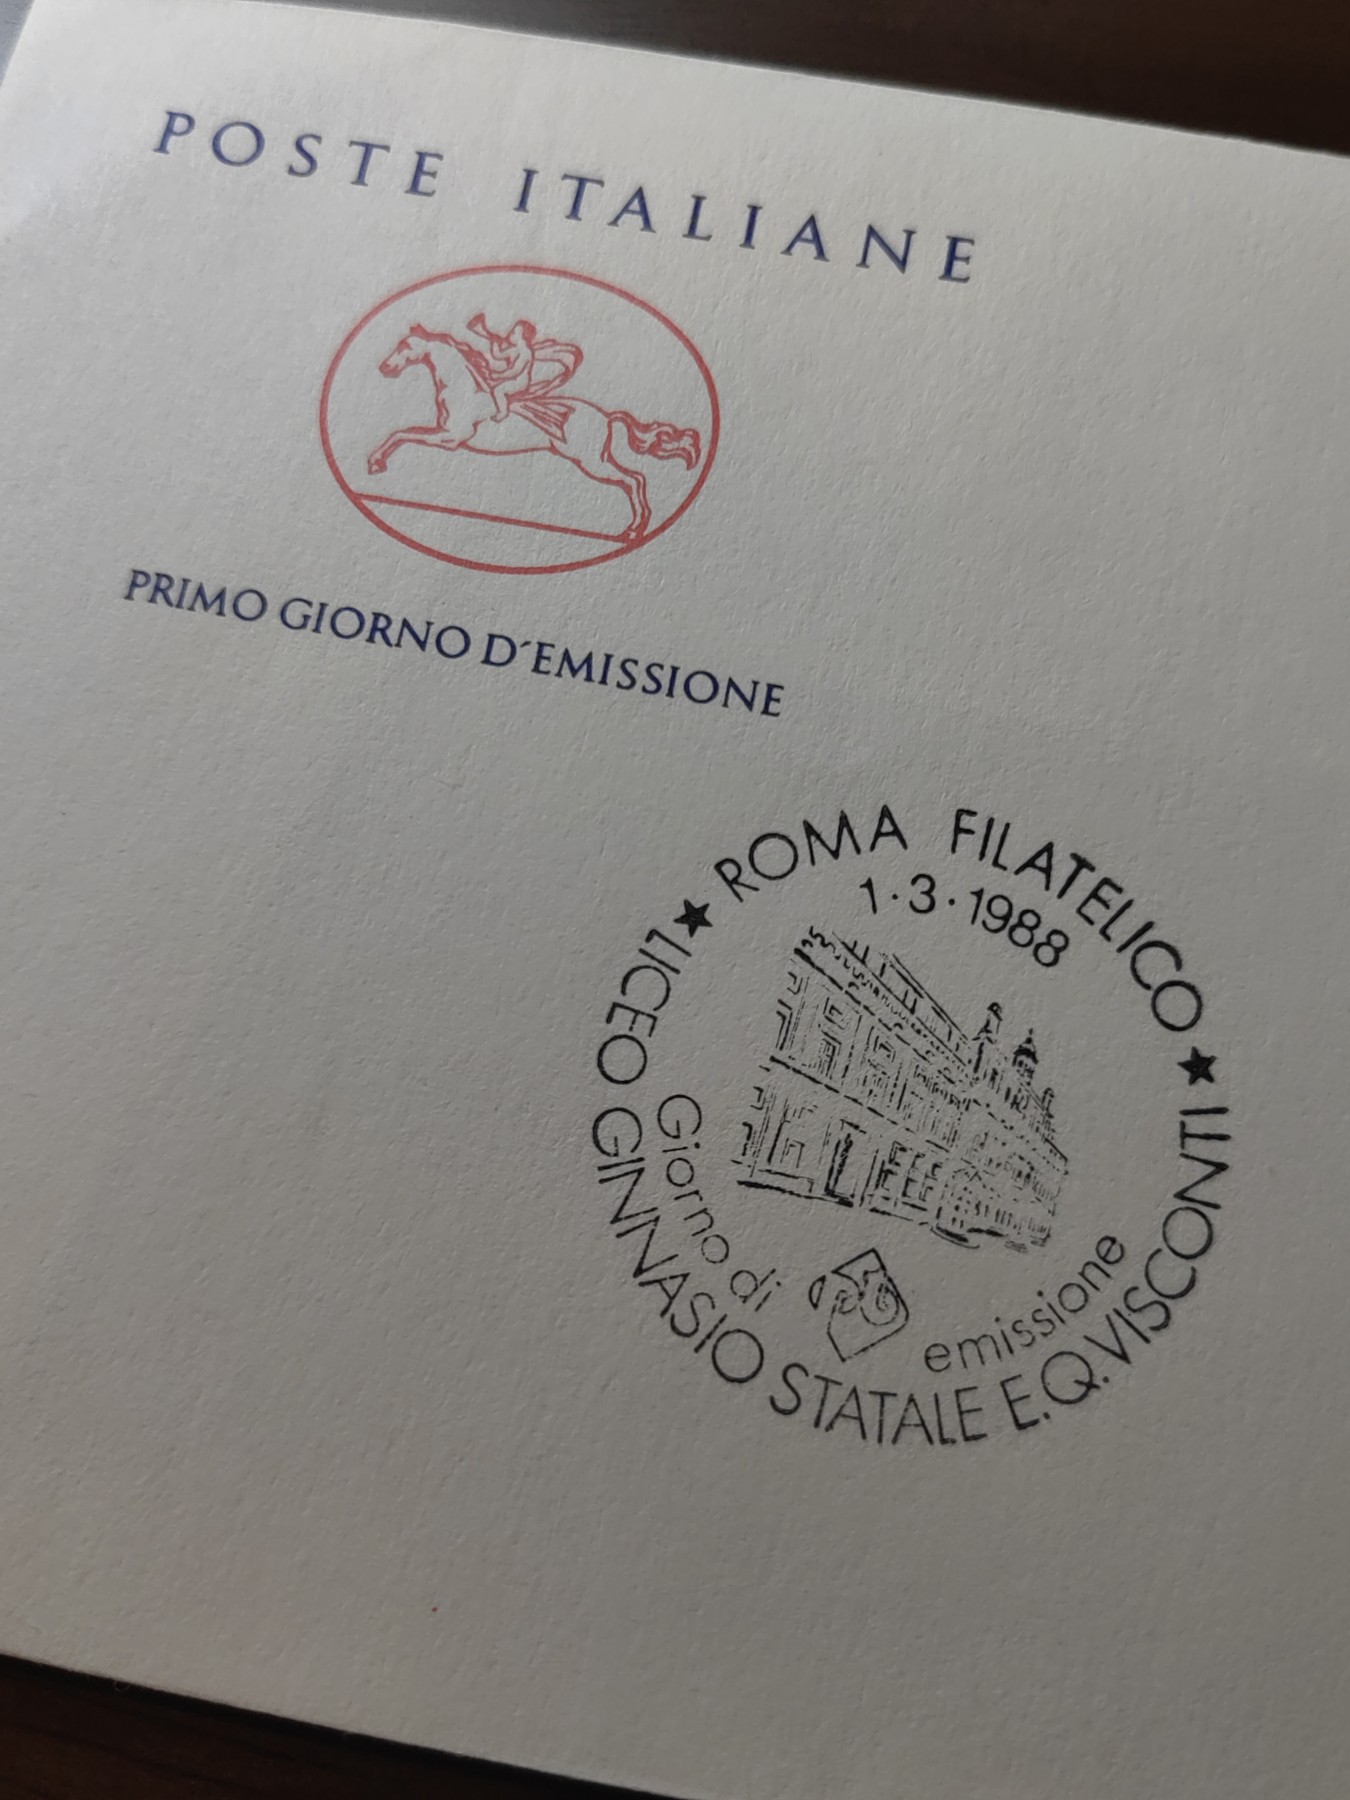 POSTE ITALIANE
PRIMO GIORNO D´EMISSIONE
★ ROMA FILATELICO ★
1·3·1988
Giorno di emissione
LICEO GINNASIO STATALE E.Q.VISCONTI